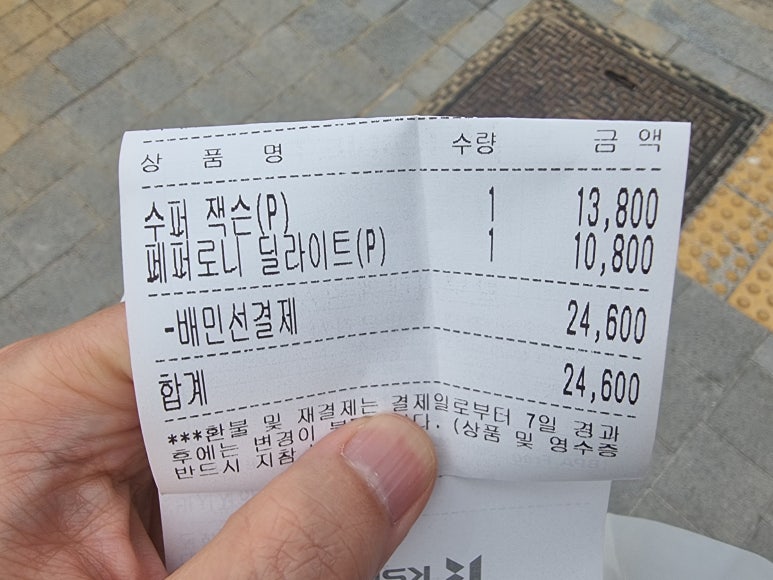 상 품 명 수량 금 액
수퍼 잭슨(P) 1 13,800
페퍼로니 딜라이트(P) 1 10,800
-배민선결제 24,600
합계 24,600
***환불 및 재결제는 결제일로부터 7일 경과
후에는 변경이 다. (상품 및 영수증
반드시 지참